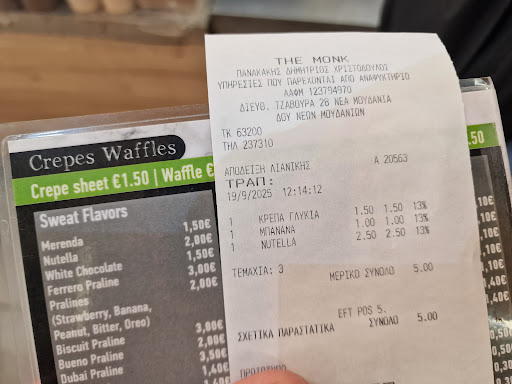 THE MONK
ΠΑΝΑΚΑΚΗΣ ΔΗΜΗΤΡΙΟΣ ΧΡΙΣΤΟΔΟΥΛΟΣ
ΥΠΗΡΕΣΙΕΣ ΠΟΥ ΠΑΡΕΧΟΝΤΑΙ ΑΠΟ ΑΝΑΨΥΚΤΗΡΙΟ
ΑΑΦΜ 123794970
ΔΙΕΥΘ. ΤΖΑΒΟΥΡΑ 28 ΝΕΑ ΜΟΥΔΑΝΙΑ
ΔΟΥ ΝΕΩΝ ΜΟΥΔΑΝΙΩΝ
ΤΚ 63200
ΤΗΛ 237310
ΑΠΟΔΕΙΞΗ ΛΙΑΝΙΚΗΣ Α 20563
ΤΡΑΠ:
19/9/2025 12:14:12
1 ΚΡΕΠΑ ΓΛΥΚΙΑ 1.50 1.50 13%
1 ΜΠΑΝΑΝΑ 1.00 1.00 13%
1 NUTELLA 2.50 2.50 13%
ΤΕΜΑΧΙΑ: 3 ΜΕΡΙΚΟ ΣΥΝΟΛΟ 5.00
EFT POS 5.
ΣΧΕΤΙΚΑ ΠΑΡΑΣΤΑΤΙΚΑ ΣΥΝΟΛΟ 5.00
Crepes Waffles
Crepe sheet €1.50 | Waffle €
Sweat Flavors
1,50€
Merenda 2,00€
Nutella 1,50€
White Chocolate 3,00€
Ferrero Praline 2,00€
Pralines
(Strawberry, Banana,
Peanut, Bitter, Oreo) 3,00€
Biscuit Praline 2,00€
Bueno Praline 3,50€
Dubai Praline 1,40€
.50